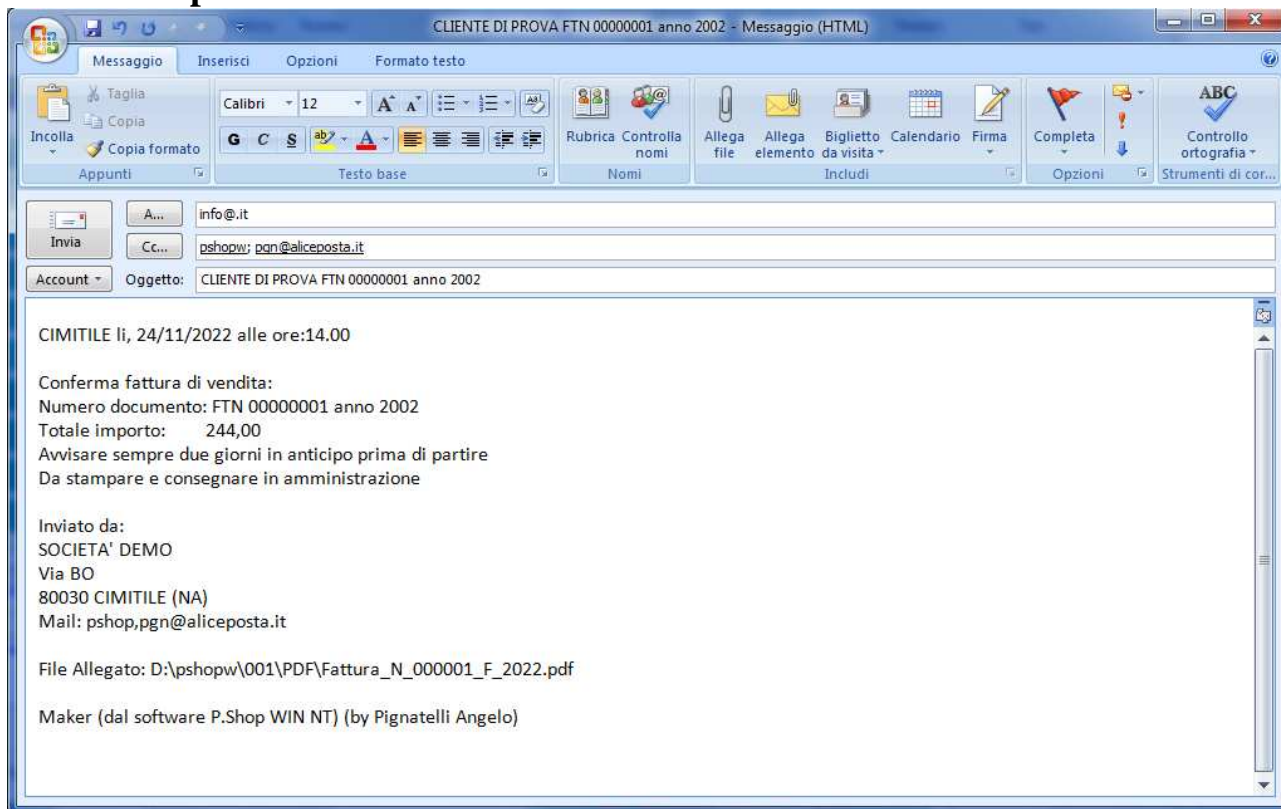 CLIENTE DI PROVA FTN 00000001 anno 2002 - Messaggio (HTML)
Messaggio Inserisci Opzioni Formato testo
Incolla
Taglia
Copia
Copia formato
Appunti
Calibri 12
G C S
Testo base
Rubrica
Controlla nomi
Nomi
Allega file
Allega elemento
Biglietto da visita
Calendario
Firma
Includi
Completa
Opzioni
ABC
Controllo ortografia
Strumenti di cor...
Invia
A... info@.it
Cc... pshopw; pgn@aliceposta.it
Account Oggetto: CLIENTE DI PROVA FTN 00000001 anno 2002
CIMITILE li, 24/11/2022 alle ore:14.00
Conferma fattura di vendita:
Numero documento: FTN 00000001 anno 2002
Totale importo: 244,00
Avvisare sempre due giorni in anticipo prima di partire
Da stampare e consegnare in amministrazione
Inviato da:
SOCIETA' DEMO
Via BO
80030 CIMITILE (NA)
Mail: pshop,pgn@aliceposta.it
File Allegato: D:\pshopw\001\PDF\Fattura_N_000001_F_2022.pdf
Maker (dal software P.Shop WIN NT) (by Pignatelli Angelo)